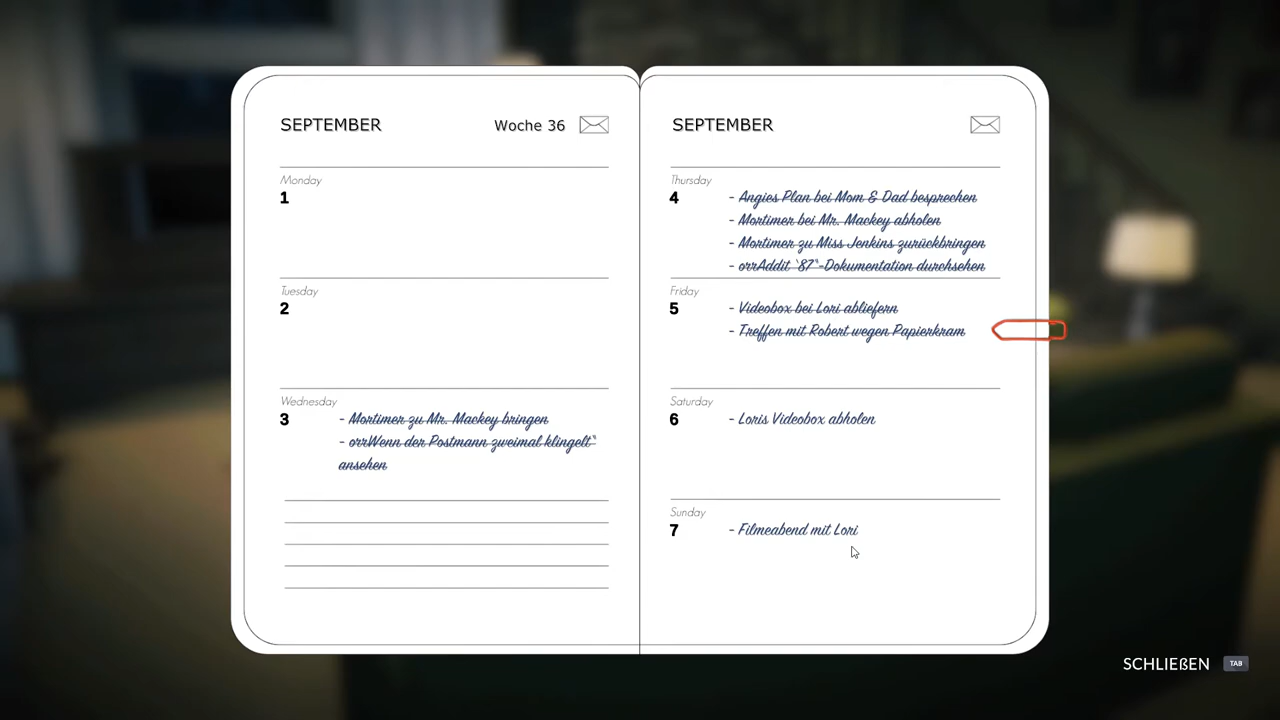 SEPTEMBER
Woche 36
Monday
1
Tuesday
2
Wednesday
3
- Mortimer zu Mr. Mackey bringen
- orrWenn der Postmann zweimal klingelt"
ansehen
SEPTEMBER
Thursday
4
- Angies Plan bei Mom & Dad besprechen
- Mortimer bei Mr. Mackey abholen
- Mortimer zu Miss Jenkins zurückbringen
- orrAddit `87"-Dokumentation durchsehen
Friday
5
- Videobox bei Lori abliefern
- Treffen mit Robert wegen Papierkram
Saturday
6
- Loris Videobox abholen
Sunday
7
- Filmeabend mit Lori
SCHLIEßEN TAB